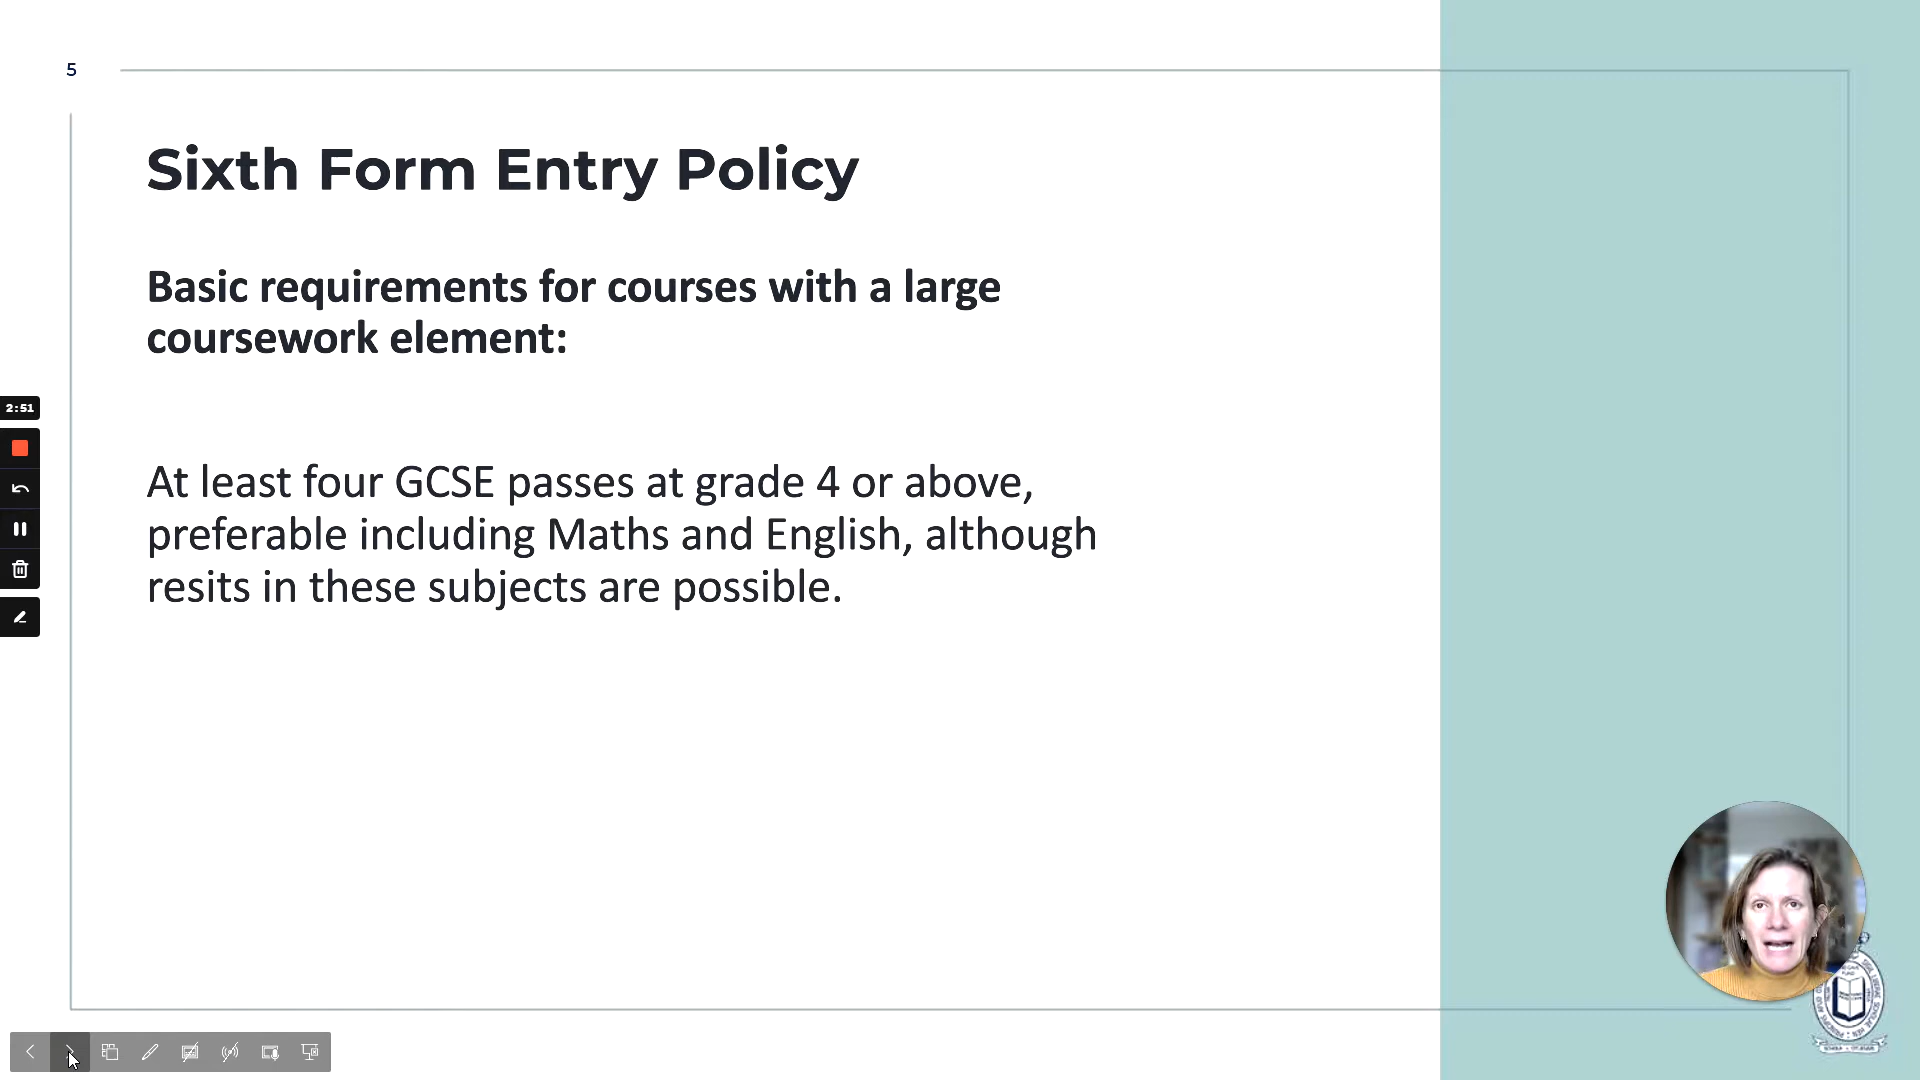 5
Sixth Form Entry Policy
Basic requirements for courses with a large
coursework element:
2:51
At least four GCSE passes at grade 4 or above,
preferable including Maths and English, although
resits in these subjects are possible.